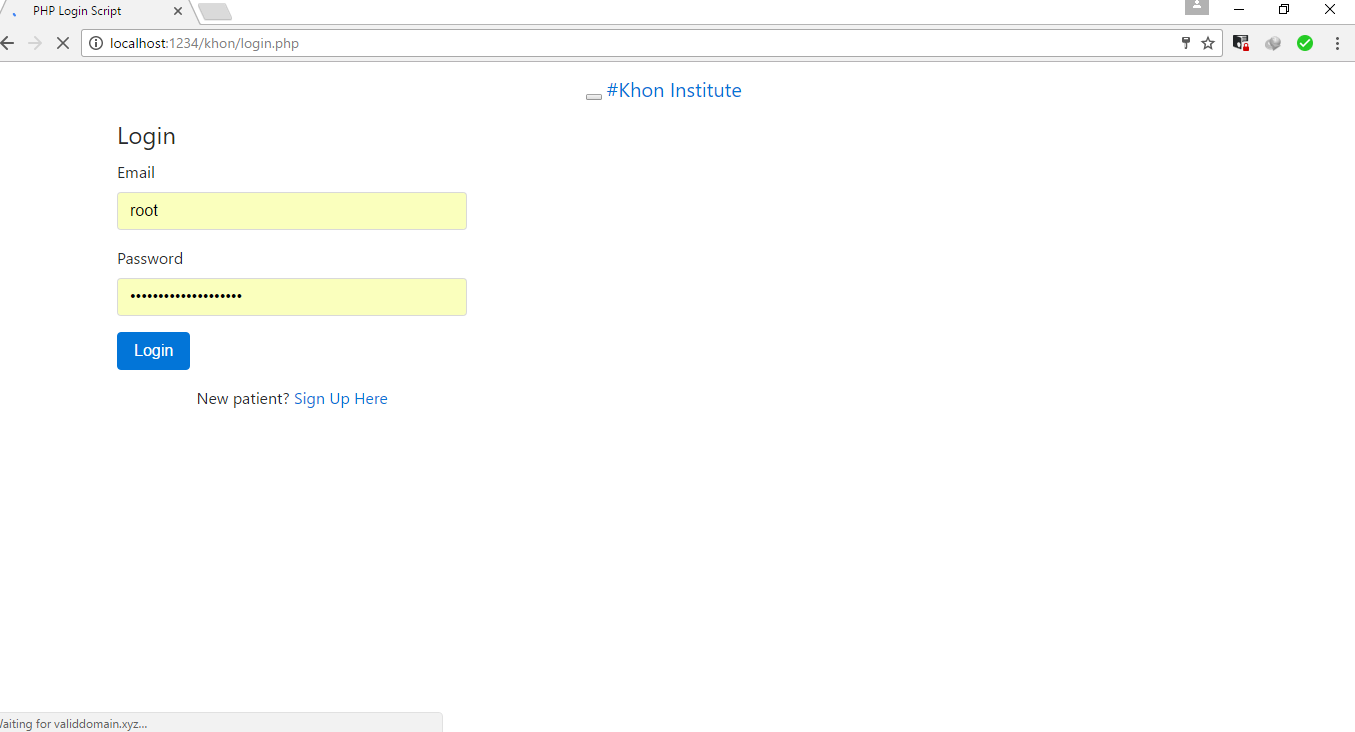 PHP Login Script
localhost:1234/khon/login.php
#Khon Institute
Login
Email
root
Password
••••••••••••••••••••
Login
New patient? Sign Up Here
Waiting for validdomain.xyz...